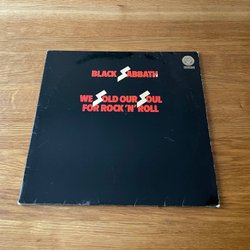 BLACK SABBATH
WE SOLD OUR SOUL
FOR ROCK 'N' ROLL